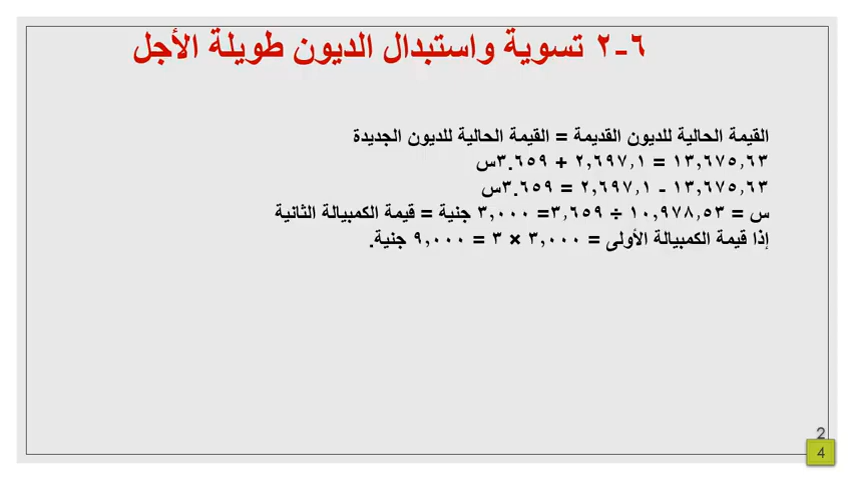 ٦-٢ تسوية واستبدال الديون طويلة الأجل
القيمة الحالية للديون القديمة = القيمة الحالية للديون الجديدة
١٣,٦٧٥,٦٣ = ٢,٦٩٧,١ + ٣.٦٥٩س
١٣,٦٧٥,٦٣ - ٢,٦٩٧,١ = ٣.٦٥٩س
س = ١٠,٩٧٨,٥٣ ÷ ٣,٦٥٩= ٣,٠٠٠ جنية = قيمة الكمبيالة الثانية
إذا قيمة الكمبيالة الأولى = ٣,٠٠٠ × ٣ = ٩,٠٠٠ جنية.
2
4